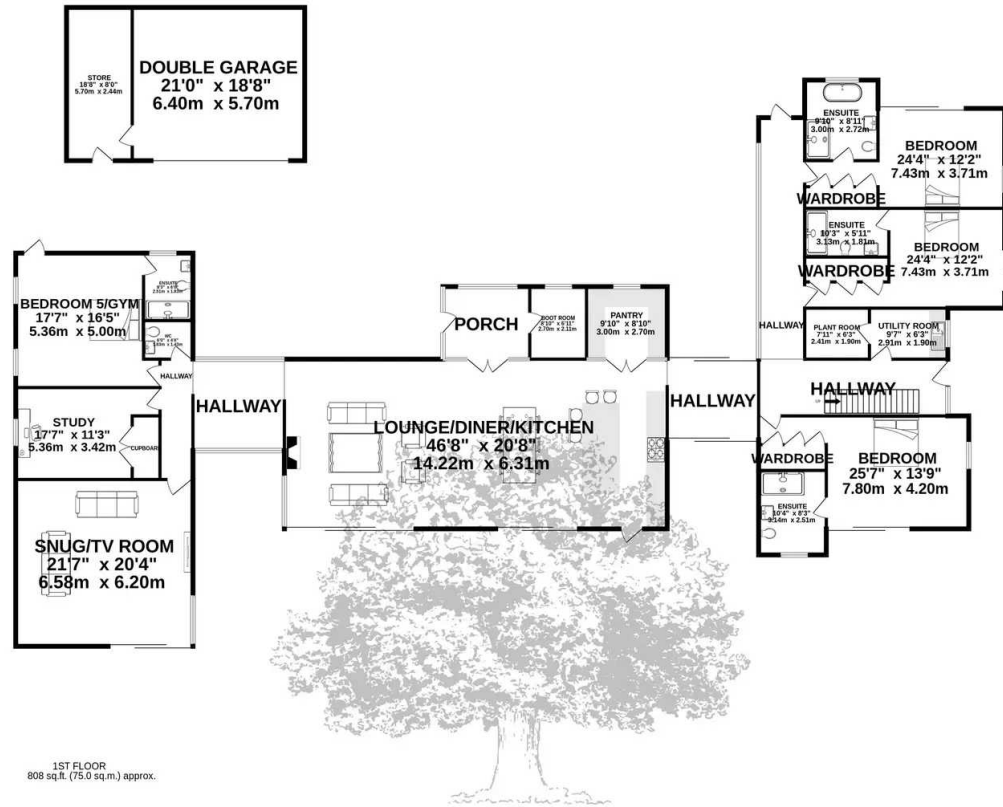 STORE
18'8" x 8'0"
5.70m x 2.44m
DOUBLE GARAGE
21'0" x 18'8"
6.40m x 5.70m
ENSUITE
9'10" x 8'11"
3.00m x 2.72m
BEDROOM
24'4" x 12'2"
7.43m x 3.71m
WARDROBE
ENSUITE
10'3" x 5'11"
3.13m x 1.81m
BEDROOM
24'4" x 12'2"
7.43m x 3.71m
WARDROBE
HALLWAY
PLANT ROOM
7'11" x 6'3"
2.41m x 1.90m
UTILITY ROOM
9'7" x 6'3"
2.91m x 1.90m
HALLWAY
BEDROOM 5/GYM
17'7" x 16'5"
5.36m x 5.00m
ENSUITE
WC
HALLWAY
HALLWAY
PORCH
BOOT ROOM
8'10" x 5'11"
2.70m x 2.11m
PANTRY
9'10" x 8'10"
3.00m x 2.70m
HALLWAY
STUDY
17'7" x 11'3"
5.36m x 3.42m
CUPBOARD
LOUNGE/DINER/KITCHEN
46'8" x 20'8"
14.22m x 6.31m
WARDROBE
BEDROOM
25'7" x 13'9"
7.80m x 4.20m
ENSUITE
10'4" x 8'3"
3.14m x 2.51m
SNUG/TV ROOM
21'7" x 20'4"
6.58m x 6.20m
1ST FLOOR
808 sq.ft. (75.0 sq.m.) approx.